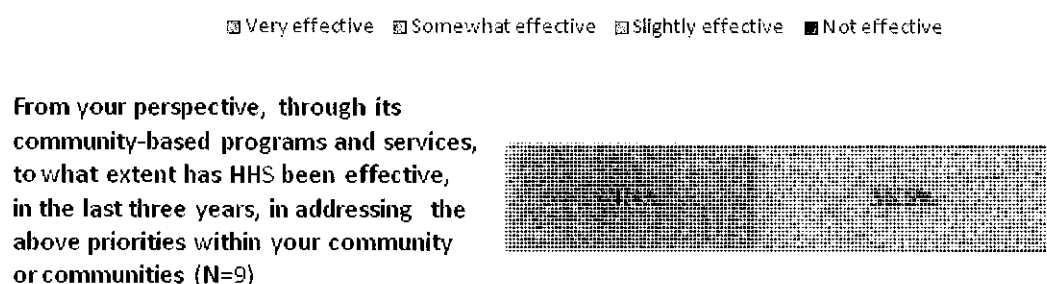 Very effective Somewhat effective Slightly effective Not effective
From your perspective, through its
community-based programs and services,
to what extent has HHS been effective,
in the last three years, in addressing the
above priorities within your community
or communities (N=9)